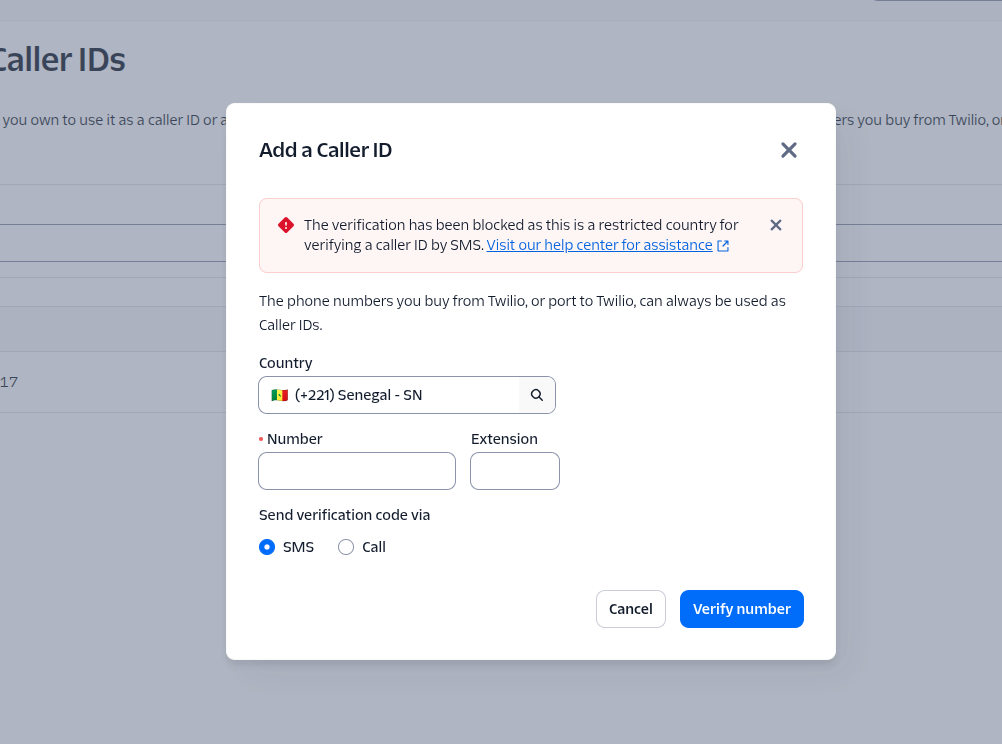 Caller IDs
you own to use it as a caller ID or a
ers you buy from Twilio, o
Add a Caller ID
The verification has been blocked as this is a restricted country for
verifying a caller ID by SMS. Visit our help center for assistance
The phone numbers you buy from Twilio, or port to Twilio, can always be used as
Caller IDs.
17
Country
(+221) Senegal - SN
Number Extension
Send verification code via
SMS Call
Cancel Verify number